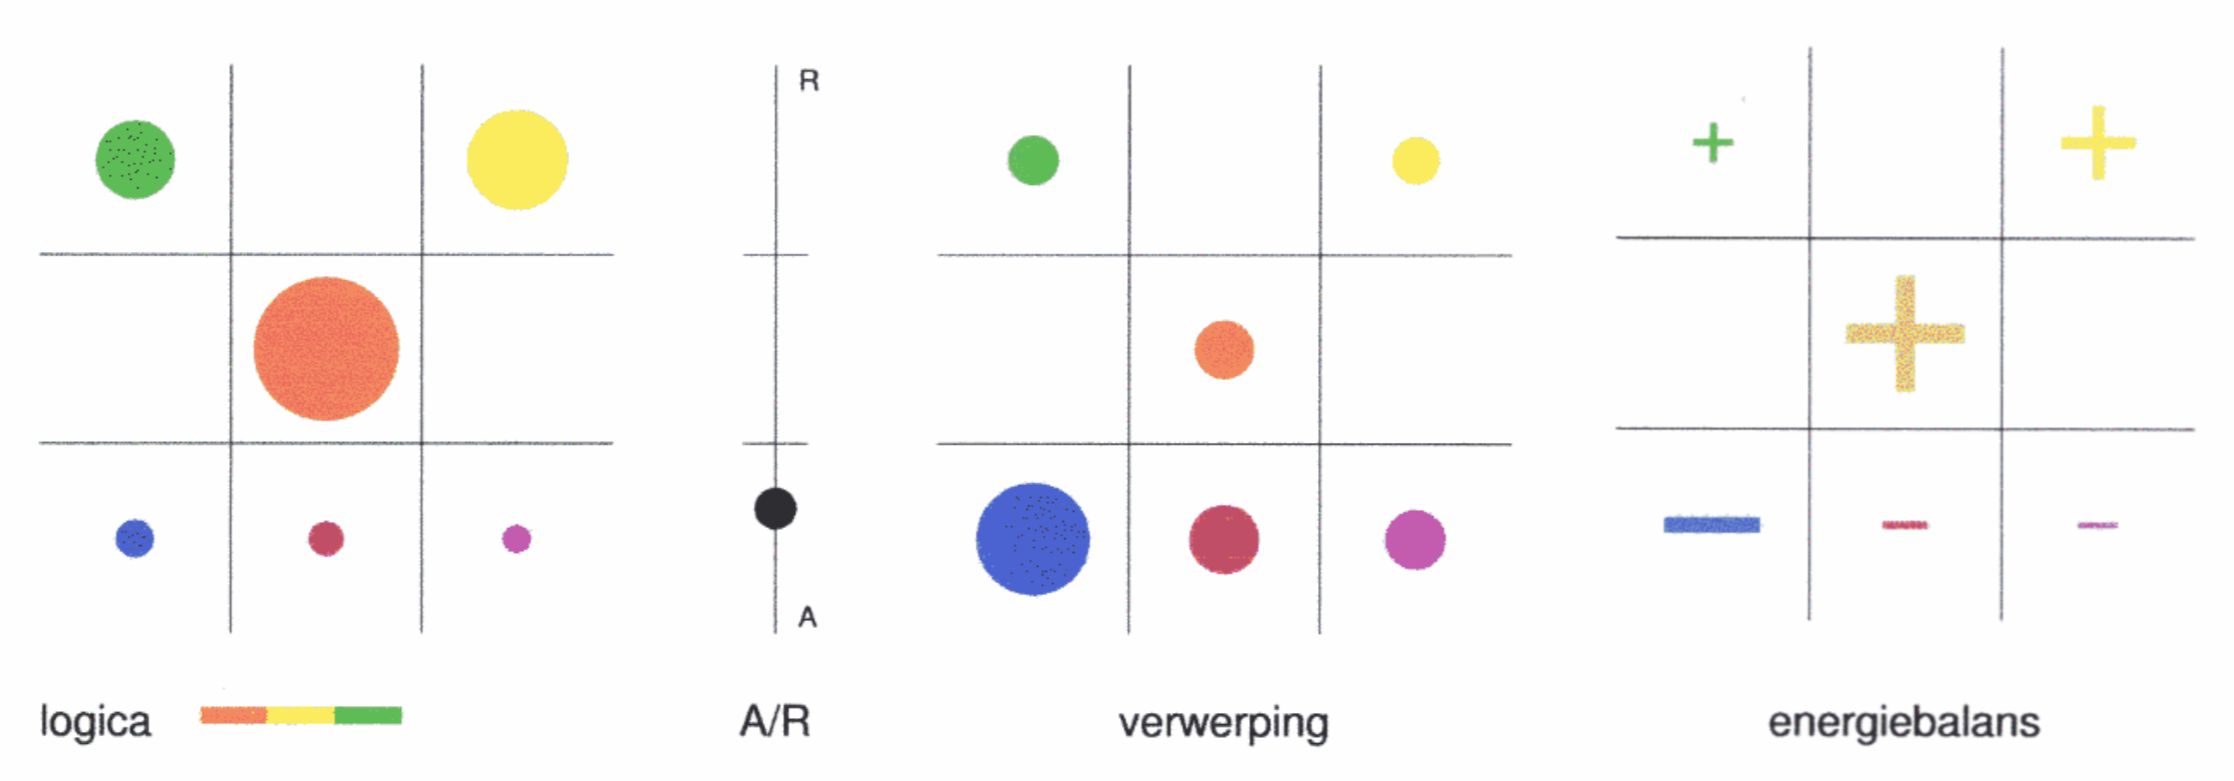 R
A
logica
A/R
verwerping
energiebalans